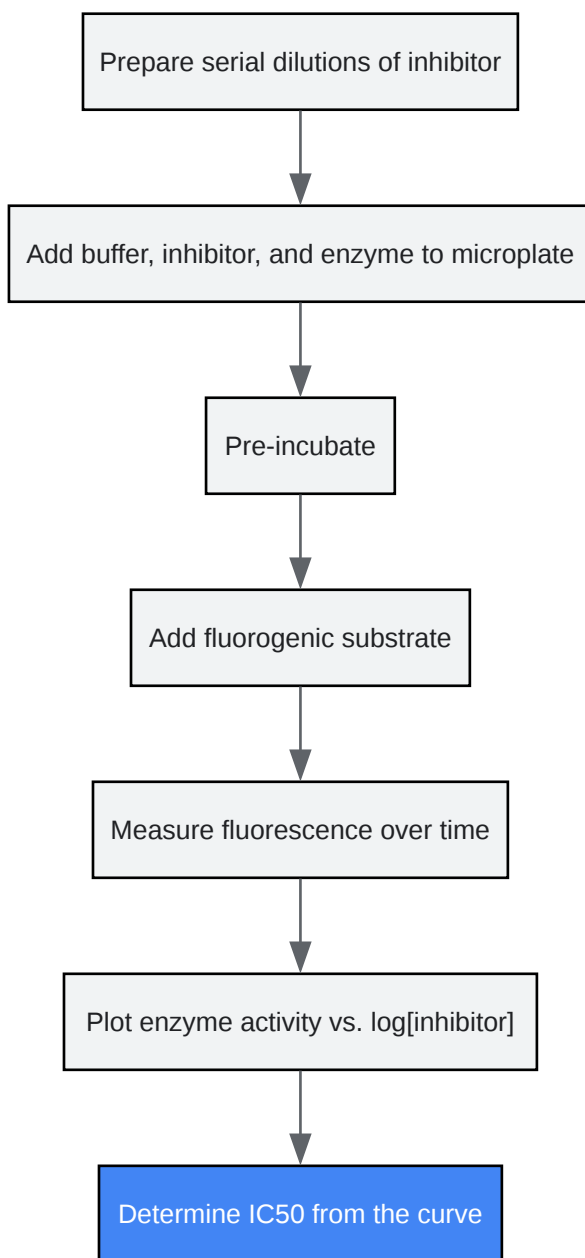 Prepare serial dilutions of inhibitor
Add buffer, inhibitor, and enzyme to microplate
Pre-incubate
Add fluorogenic substrate
Measure fluorescence over time
Plot enzyme activity vs. log[inhibitor]
Determine IC50 from the curve